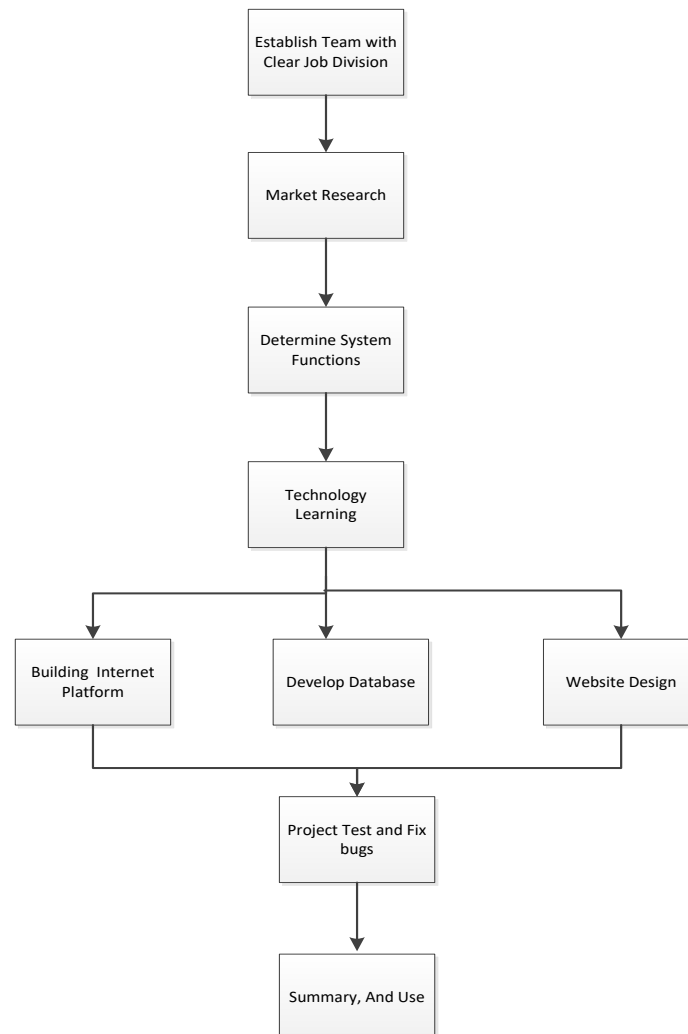 Establish Team with
Clear Job Division
Market Research
Determine System
Functions
Technology
Learning
Building  Internet
Platform
Develop Database
Website Design
Project Test and Fix
bugs
Summary, And Use